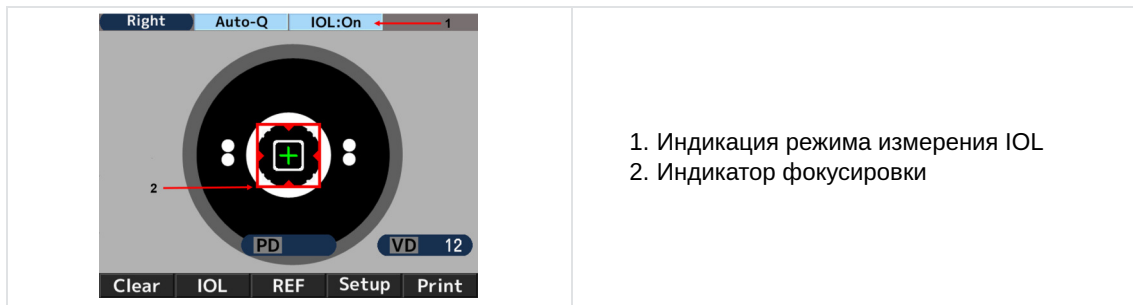 Right Auto-Q IOL:On 1
2
PD VD 12
Clear IOL REF Setup Print
1. Индикация режима измерения IOL
2. Индикатор фокусировки